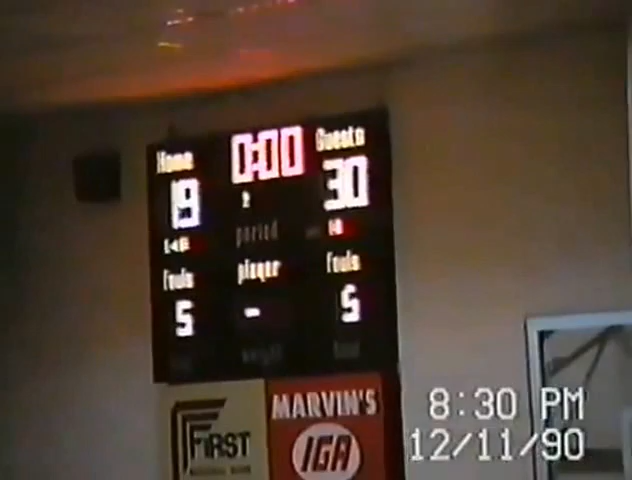 Home 0:00 Guests
19 30
2
period
fouls player fouls
5 - 5
FIRST MARVIN'S
IGA
8:30 PM
12/11/90